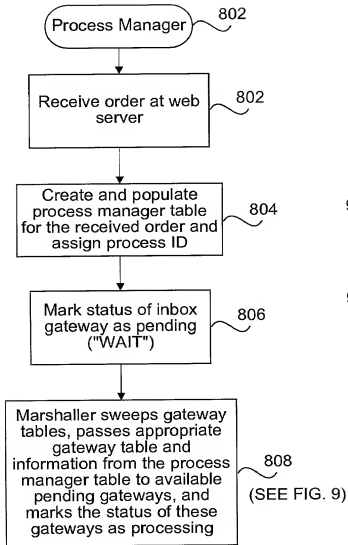 Process Manager
802
Receive order at web
server
802
Create and populate
process manager table
for the received order and
assign process ID
804
Mark status of inbox
gateway as pending
("WAIT")
806
Marshaller sweeps gateway
tables, passes appropriate
gateway table and
information from the process
manager table to available
pending gateways, and
marks the status of these
gateways as processing
808
(SEE FIG. 9)